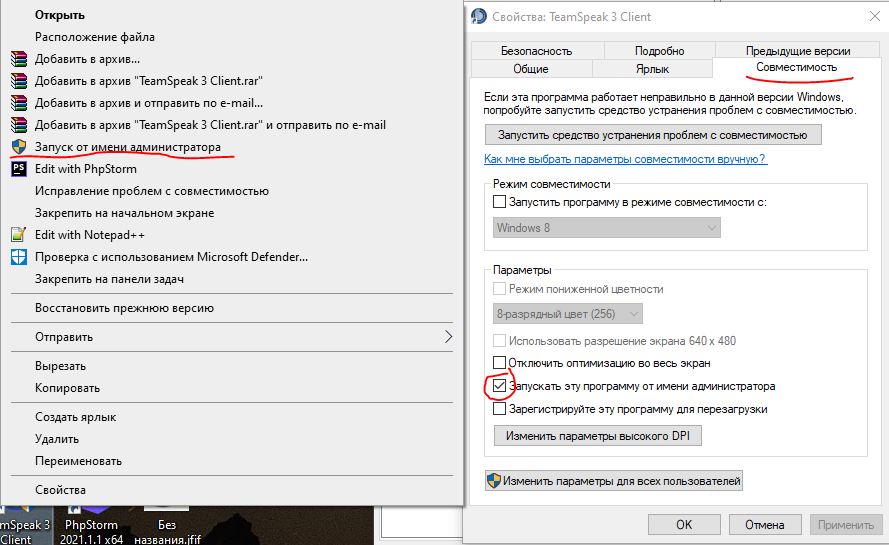 Открыть
Расположение файла
Добавить в архив...
Добавить в архив "TeamSpeak 3 Client.rar"
Добавить в архив и отправить по e-mail...
Добавить в архив "TeamSpeak 3 Client.rar" и отправить по e-mail
Запуск от имени администратора
PS
Edit with PhpStorm
Исправление проблем с совместимостью
Закрепить на начальном экране
Edit with Notepad++
Проверка с использованием Microsoft Defender...
Закрепить на панели задач
Восстановить прежнюю версию
Отправить
Вырезать
Копировать
Создать ярлык
Удалить
Переименовать
Свойства
mSpeak 3
Client
PhpStorm
2021.1.1 x64
Без
названия.jfif
Свойства: TeamSpeak 3 Client
Безопасность
Подробно
Предыдущие версии
Общие
Ярлык
Совместимость
Если эта программа работает неправильно в данной версии Windows,
попробуйте запустить средство устранения проблем с совместимостью.
Запустить средство устранения проблем с совместимостью
Как мне выбрать параметры совместимости вручную?
Режим совместимости
Запустить программу в режиме совместимости с:
Windows 8
Параметры
Режим пониженной цветности
8-разрядный цвет (256)
Использовать разрешение экрана 640 x 480
Отключить оптимизацию во весь экран
Запускать эту программу от имени администратора
Зарегистрируйте эту программу для перезагрузки
Изменить параметры высокого DPI
Изменить параметры для всех пользователей
OK
Отмена
Применить